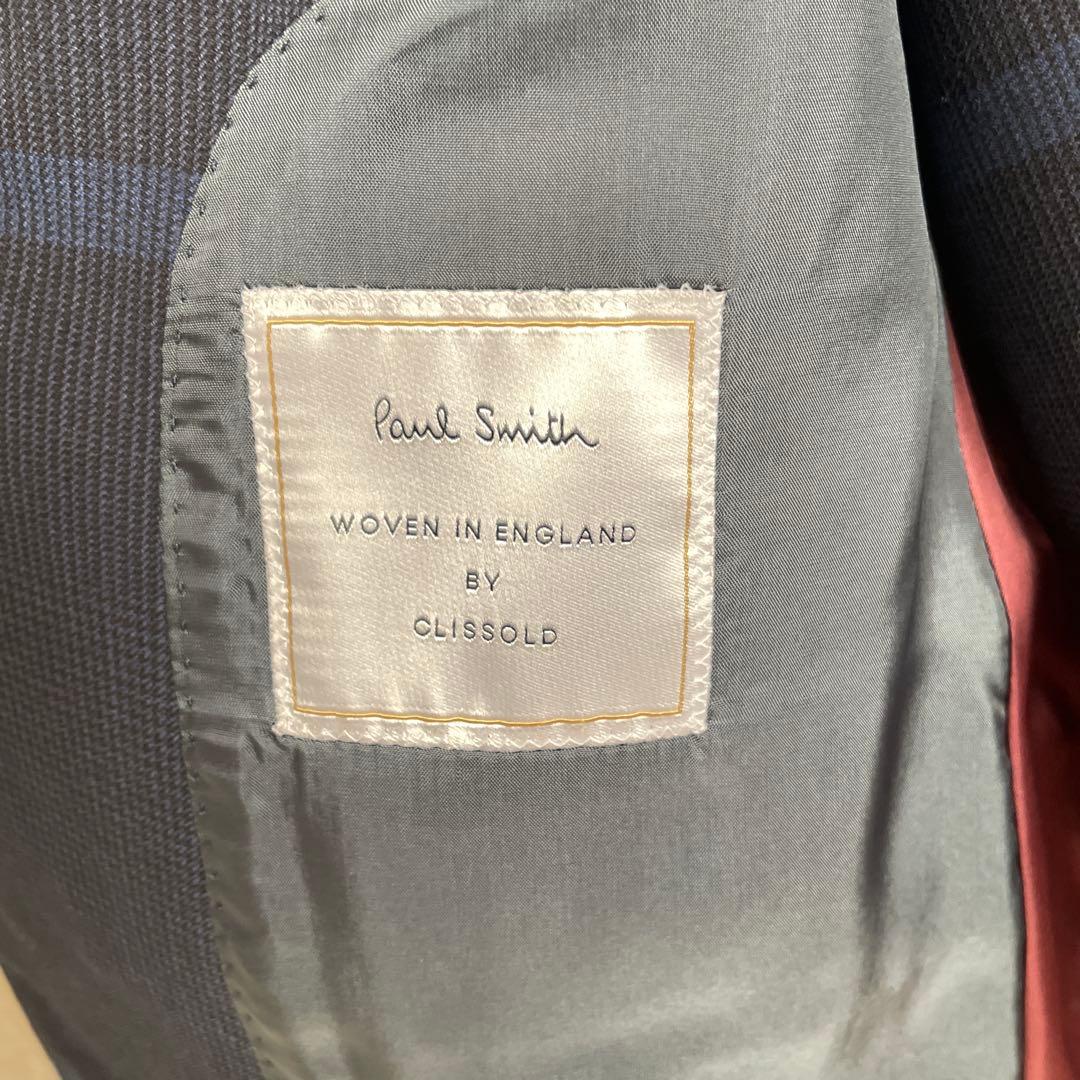 Paul Smith
WOVEN IN ENGLAND
BY
CLISSOLD